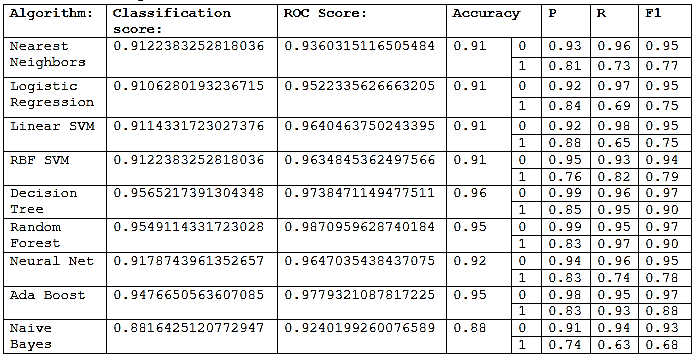 Algorithm: Classification score: ROC Score: Accuracy P R F1
Nearest Neighbors 0.9122383252818036 0.9360315116505484 0.91 0 0.93 0.96 0.95
1 0.81 0.73 0.77
Logistic Regression 0.9106280193236715 0.9522335626663205 0.91 0 0.92 0.97 0.95
1 0.84 0.69 0.75
Linear SVM 0.9114331723027376 0.9640463750243395 0.91 0 0.92 0.98 0.95
1 0.88 0.65 0.75
RBF SVM 0.9122383252818036 0.9634845362497566 0.91 0 0.95 0.93 0.94
1 0.76 0.82 0.79
Decision Tree 0.9565217391304348 0.9738471149477511 0.96 0 0.99 0.96 0.97
1 0.85 0.95 0.90
Random Forest 0.9549114331723028 0.9870959628740184 0.95 0 0.99 0.95 0.97
1 0.83 0.97 0.90
Neural Net 0.9178743961352657 0.9647035438437075 0.92 0 0.94 0.96 0.95
1 0.83 0.74 0.78
Ada Boost 0.9476650563607085 0.9779321087817225 0.95 0 0.98 0.95 0.97
1 0.83 0.93 0.88
Naive Bayes 0.8816425120772947 0.9240199260076589 0.88 0 0.91 0.94 0.93
1 0.74 0.63 0.68